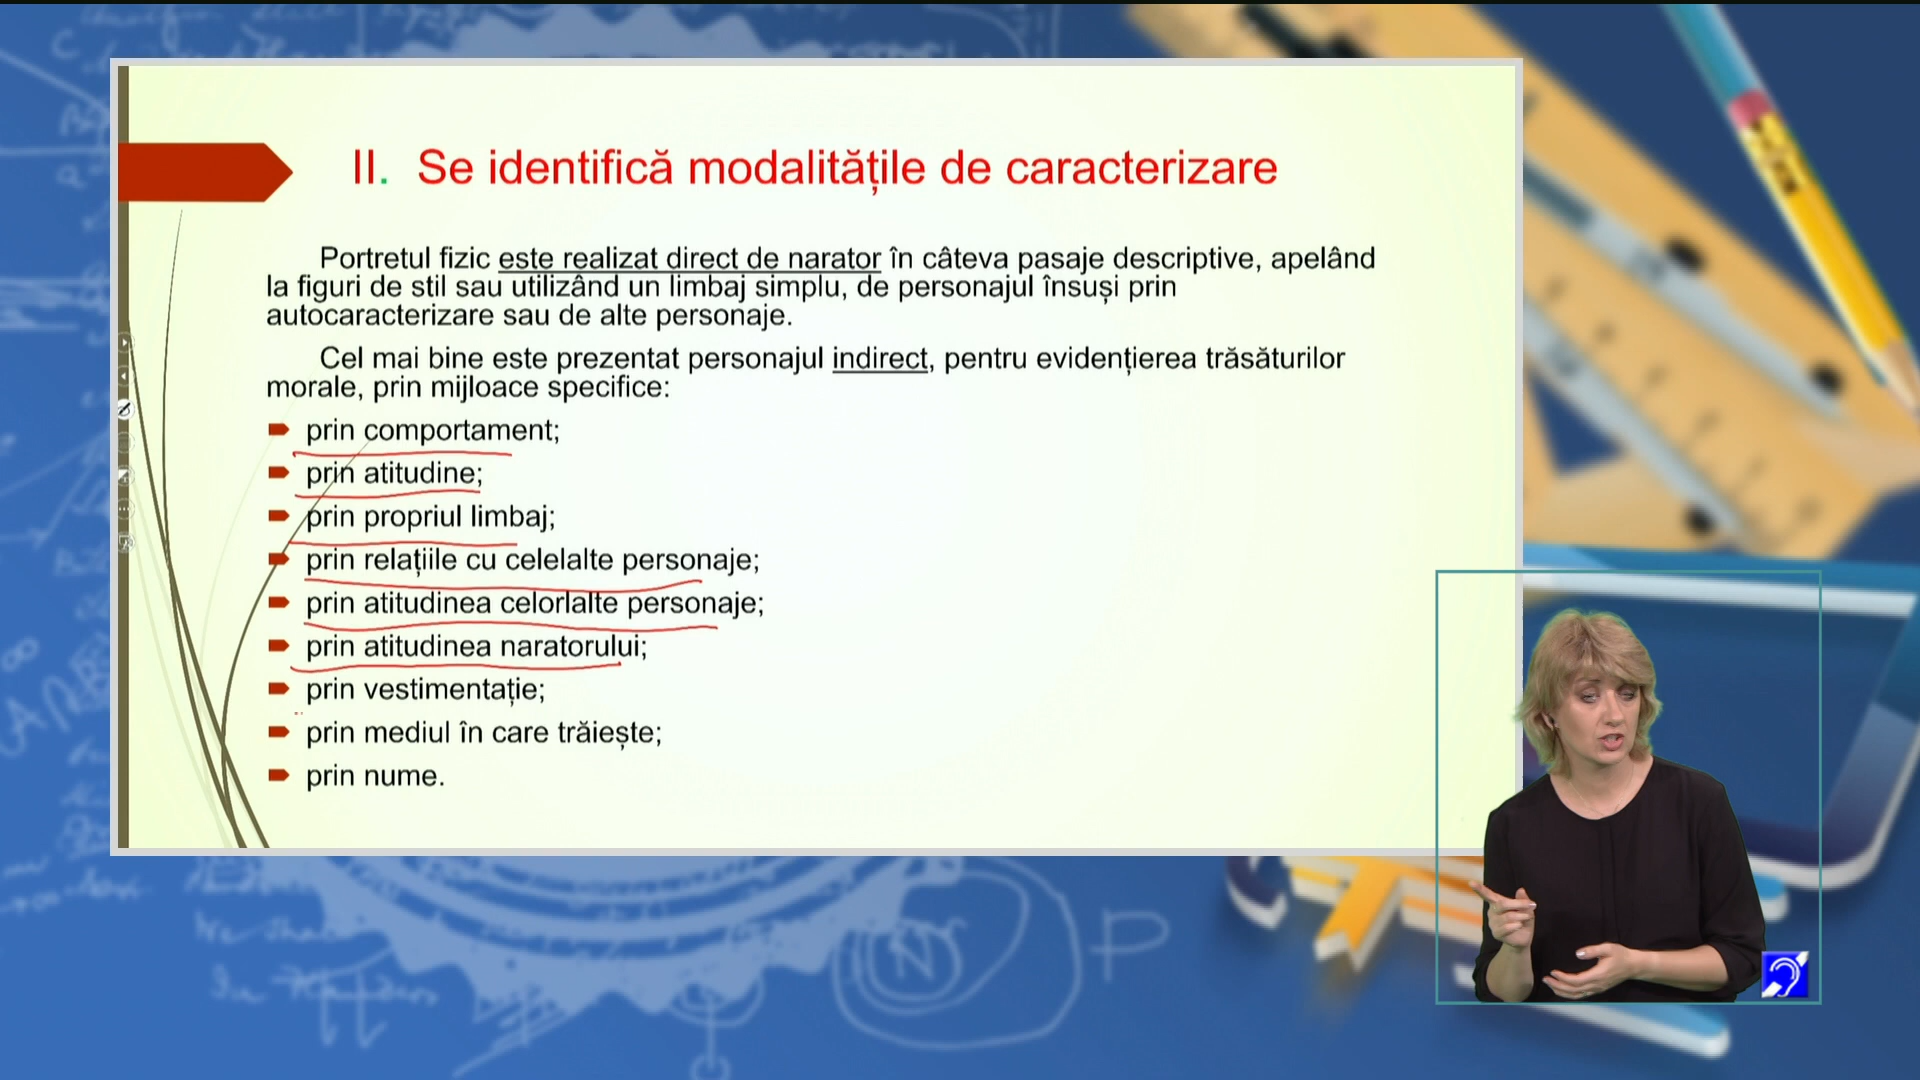 II. Se identifică modalitățile de caracterizare
Portretul fizic este realizat direct de narator în câteva pasaje descriptive, apelând
la figuri de stil sau utilizând un limbaj simplu, de personajul însuși prin
autocaracterizare sau de alte personaje.
Cel mai bine este prezentat personajul indirect, pentru evidențierea trăsăturilor
morale, prin mijloace specifice:
prin comportament;
prin atitudine;
prin propriul limbaj;
prin relațiile cu celelalte personaje;
prin atitudinea celorlalte personaje;
prin atitudinea naratorului;
prin vestimentație;
prin mediul în care trăiește;
prin nume.
N
P